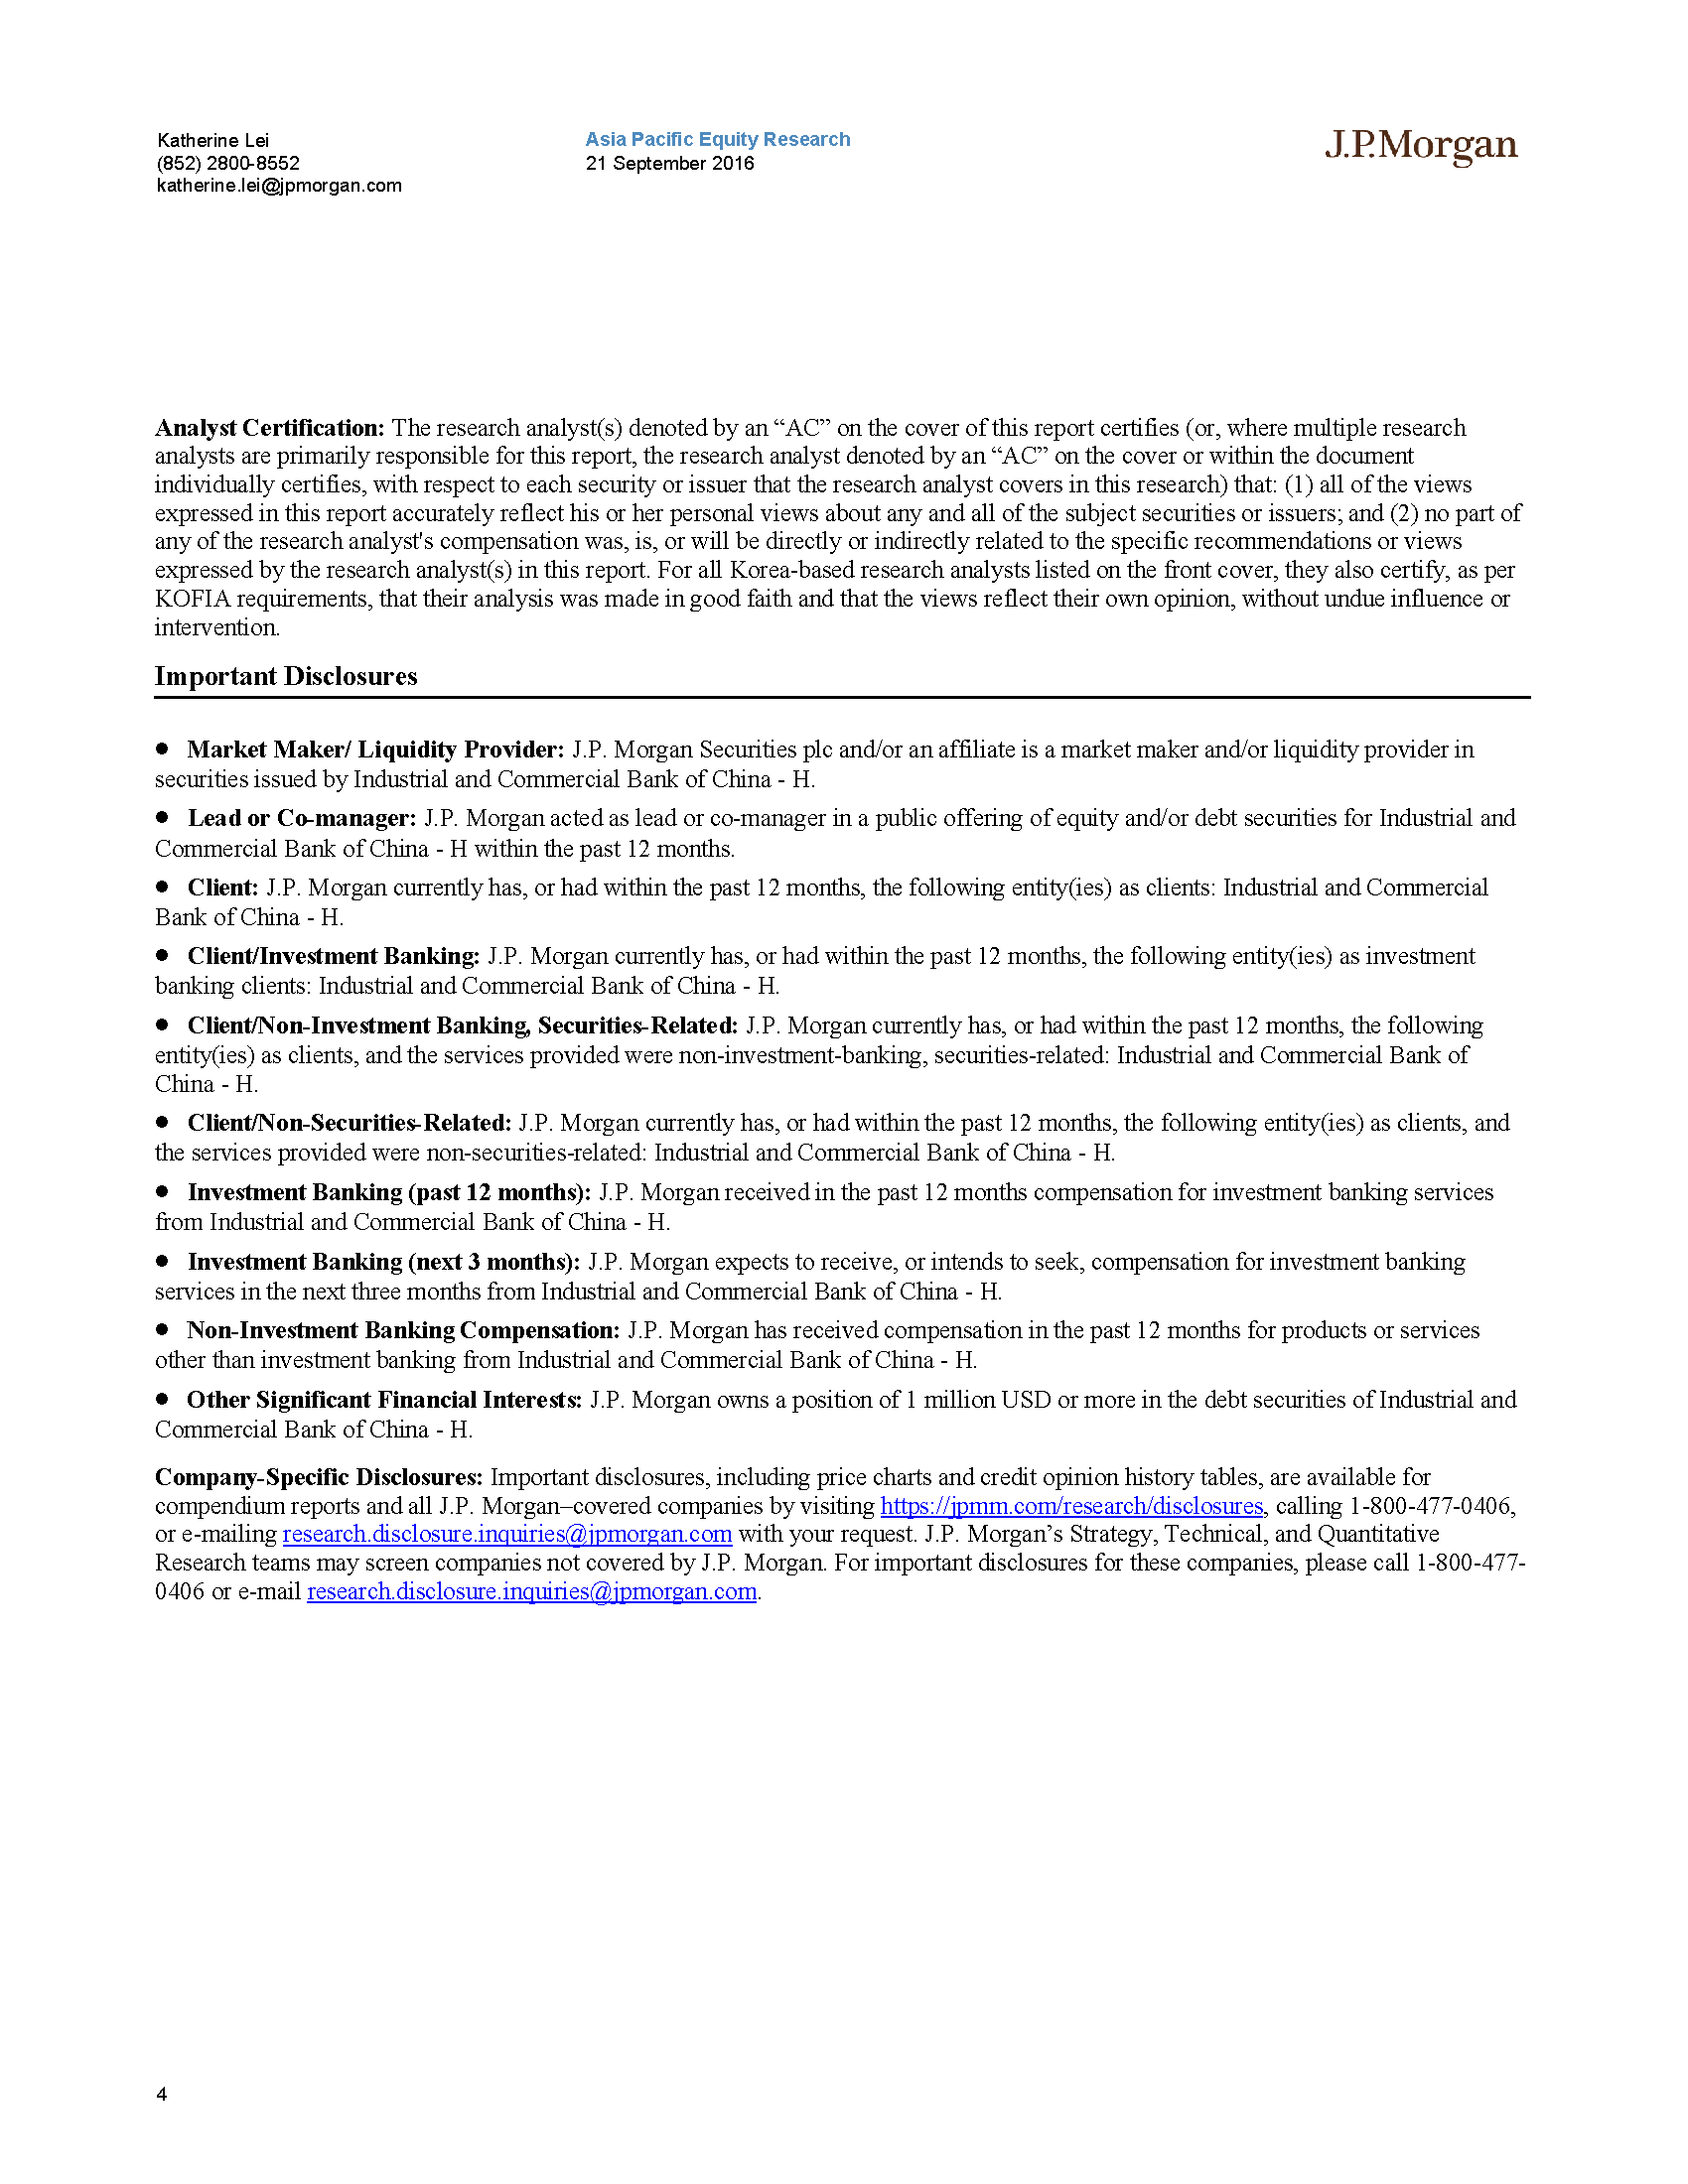 Katherine Lei
(852) 2800-8552
katherine.lei@jpmorgan.com
Asia Pacific Equity Research
21 September 2016
J.P.Morgan
Analyst Certification: The research analyst(s) denoted by an “AC” on the cover of this report certifies (or, where multiple research
analysts are primarily responsible for this report, the research analyst denoted by an “AC” on the cover or within the document
individually certifies, with respect to each security or issuer that the research analyst covers in this research) that: (1) all of the views
expressed in this report accurately reflect his or her personal views about any and all of the subject securities or issuers; and (2) no part of
any of the research analyst's compensation was, is, or will be directly or indirectly related to the specific recommendations or views
expressed by the research analyst(s) in this report. For all Korea-based research analysts listed on the front cover, they also certify, as per
KOFIA requirements, that their analysis was made in good faith and that the views reflect their own opinion, without undue influence or
intervention.
Important Disclosures
● Market Maker/ Liquidity Provider: J.P. Morgan Securities plc and/or an affiliate is a market maker and/or liquidity provider in
securities issued by Industrial and Commercial Bank of China - H.
● Lead or Co-manager: J.P. Morgan acted as lead or co-manager in a public offering of equity and/or debt securities for Industrial and
Commercial Bank of China - H within the past 12 months.
● Client: J.P. Morgan currently has, or had within the past 12 months, the following entity(ies) as clients: Industrial and Commercial
Bank of China - H.
● Client/Investment Banking: J.P. Morgan currently has, or had within the past 12 months, the following entity(ies) as investment
banking clients: Industrial and Commercial Bank of China - H.
● Client/Non-Investment Banking, Securities-Related: J.P. Morgan currently has, or had within the past 12 months, the following
entity(ies) as clients, and the services provided were non-investment-banking, securities-related: Industrial and Commercial Bank of
China - H.
● Client/Non-Securities-Related: J.P. Morgan currently has, or had within the past 12 months, the following entity(ies) as clients, and
the services provided were non-securities-related: Industrial and Commercial Bank of China - H.
● Investment Banking (past 12 months): J.P. Morgan received in the past 12 months compensation for investment banking services
from Industrial and Commercial Bank of China - H.
● Investment Banking (next 3 months): J.P. Morgan expects to receive, or intends to seek, compensation for investment banking
services in the next three months from Industrial and Commercial Bank of China - H.
● Non-Investment Banking Compensation: J.P. Morgan has received compensation in the past 12 months for products or services
other than investment banking from Industrial and Commercial Bank of China - H.
● Other Significant Financial Interests: J.P. Morgan owns a position of 1 million USD or more in the debt securities of Industrial and
Commercial Bank of China - H.
Company-Specific Disclosures: Important disclosures, including price charts and credit opinion history tables, are available for
compendium reports and all J.P. Morgan–covered companies by visiting https://jpmm.com/research/disclosures, calling 1-800-477-0406,
or e-mailing research.disclosure.inquiries@jpmorgan.com with your request. J.P. Morgan’s Strategy, Technical, and Quantitative
Research teams may screen companies not covered by J.P. Morgan. For important disclosures for these companies, please call 1-800-477-
0406 or e-mail research.disclosure.inquiries@jpmorgan.com.
4